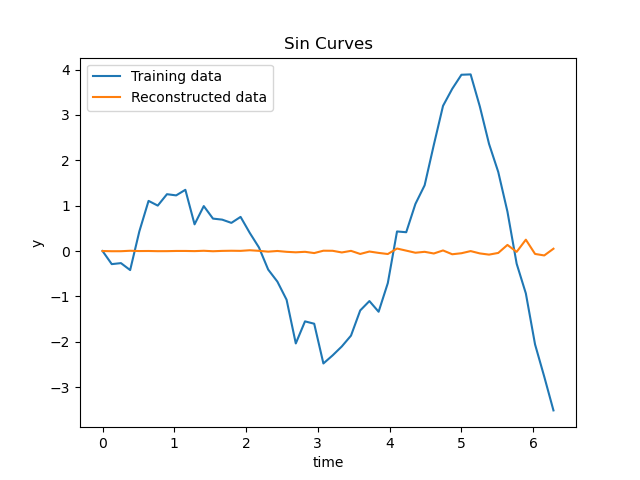 Sin Curves
Training data
Reconstructed data
4
3
2
1
0
−1
−2
−3
y
0 1 2 3 4 5 6
time